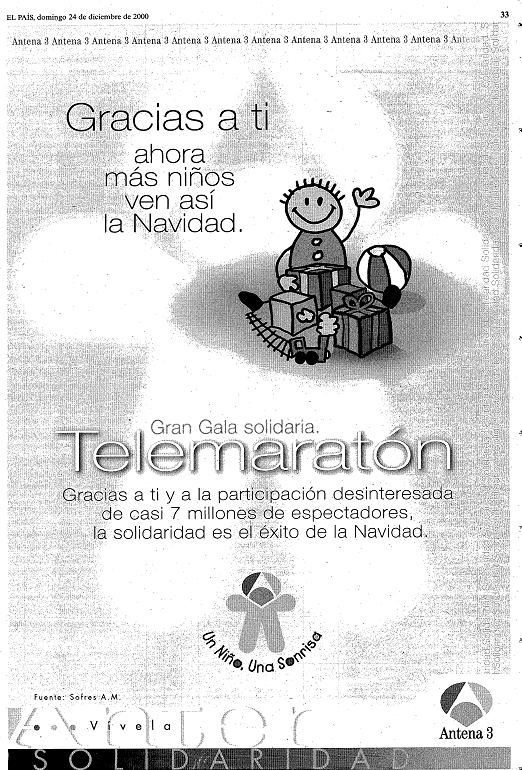 EL PAÍS, domingo 24 de diciembre de 2000
33
Antena 3 Antena 3 Antena 3 Antena 3 Antena 3 Antena 3 Antena 3 Antena 3 Antena 3 Antena 3 Antena 3 Antena
Gracias a ti
ahora
más niños
ven así
la Navidad.
Gran Gala solidaria.
Telemaratón
Gracias a ti y a la participación desinteresada
de casi 7 millones de espectadores,
la solidaridad es el éxito de la Navidad.
Un Niño, Una Sonrisa
Fuente: Sofres A.M.
Anter
Vívela
Antena 3
SOLIDARIDAD